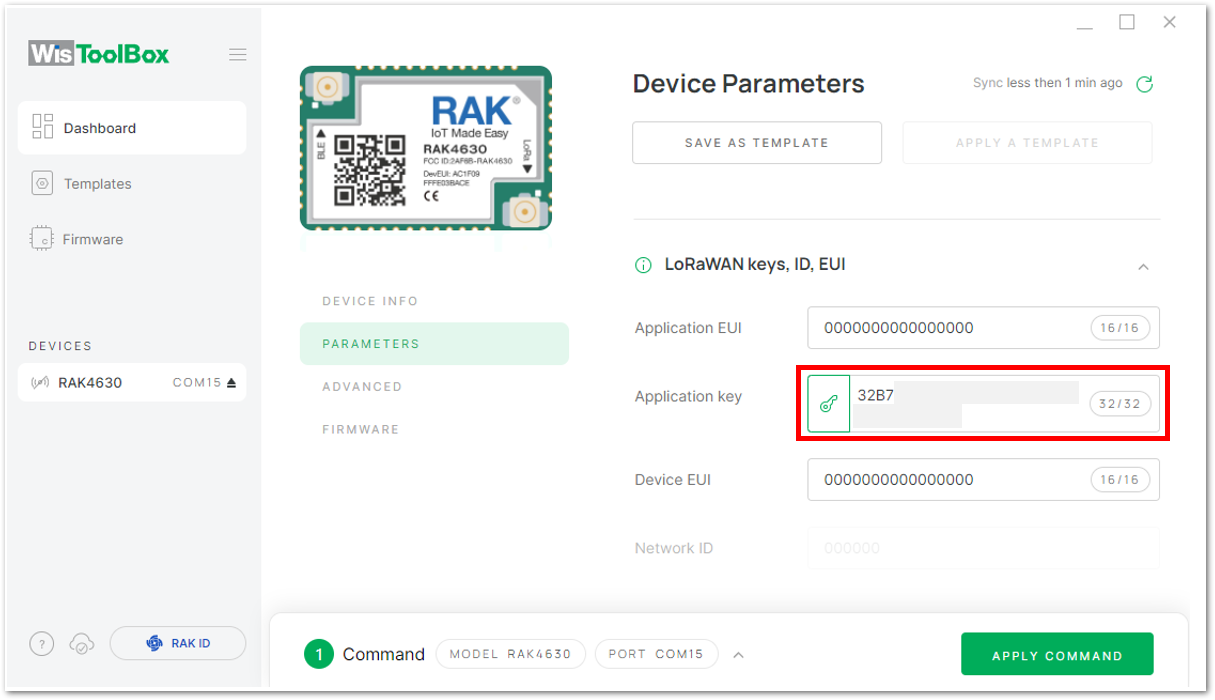 WisToolBox
Dashboard
Templates
Firmware
DEVICES
RAK4630 COM15
RAK ID
RAK®
IoT Made Easy
RAK4630
FCC ID:2AF6B-RAK4630
DevEUI: AC1F09
FFFE03BACE
CE
BLE
LoRa
DEVICE INFO
PARAMETERS
ADVANCED
FIRMWARE
Device Parameters
Sync less then 1 min ago
SAVE AS TEMPLATE
APPLY A TEMPLATE
LoRaWAN keys, ID, EUI
Application EUI 0000000000000000 16/16
Application key 32B7 32/32
Device EUI 0000000000000000 16/16
Network ID 000000
1 Command MODEL RAK4630 PORT COM15
APPLY COMMAND